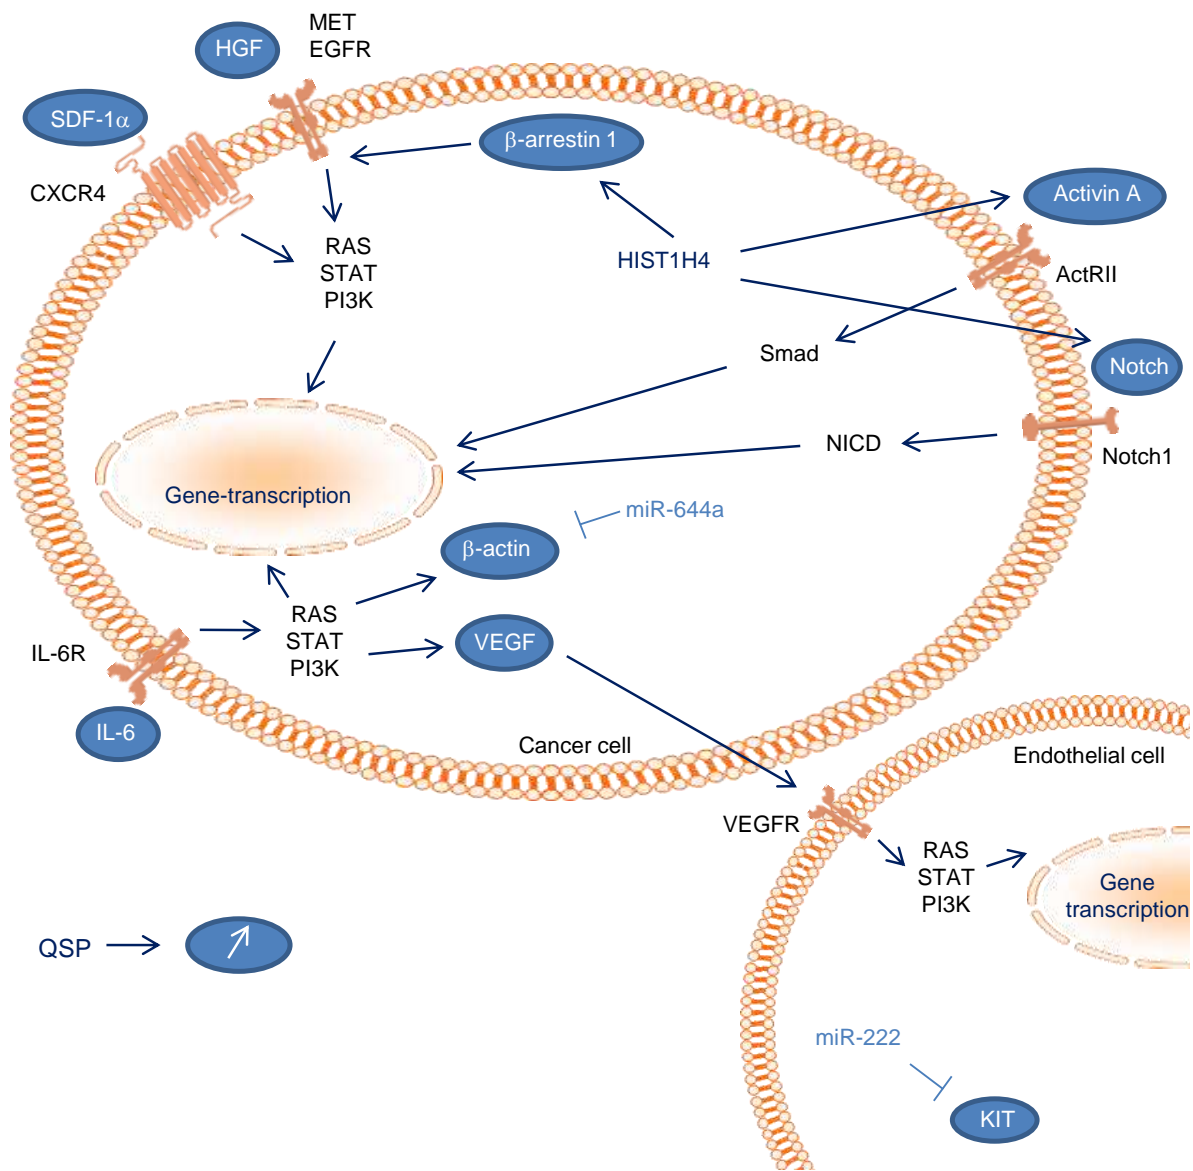 MET
EGFR
HGF
SDF-1α
CXCR4
β-arrestin 1
Activin A
RAS
STAT
PI3K
HIST1H4
ActRII
Smad
Notch
NICD
Notch1
Gene-transcription
miR-644a
β-actin
RAS
STAT
PI3K
VEGF
IL-6R
IL-6
Cancer cell
Endothelial cell
VEGFR
RAS
STAT
PI3K
Gene
transcription
QSP
miR-222
KIT